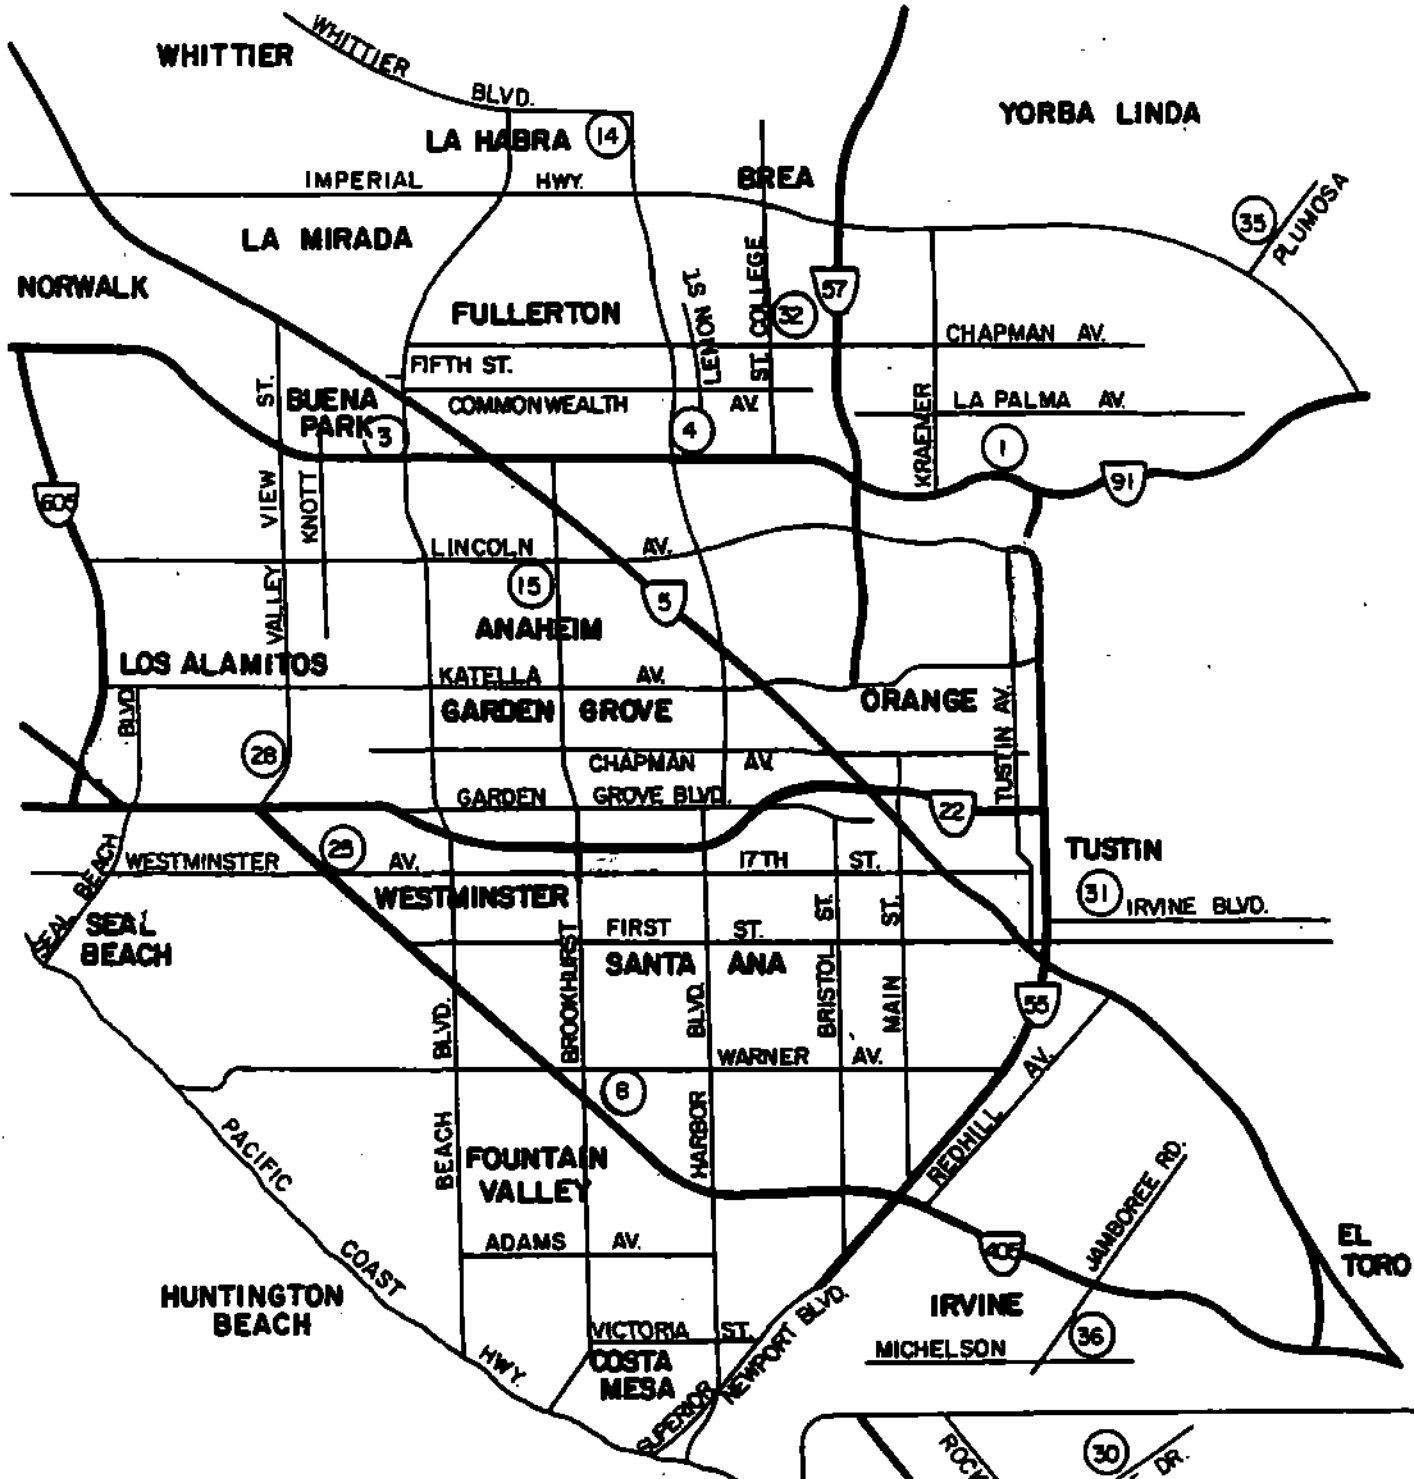 WHITTIER
WHITTIER BLVD.
YORBA LINDA
LA HABRA
14
IMPERIAL HWY.
BREA
35
PLUMOSA
LA MIRADA
NORWALK
FULLERTON
LEMON ST.
ST. COLLEGE
32
57
CHAPMAN AV.
FIFTH ST.
BUENA
PARK
3
COMMONWEALTH AV.
4
KRAEMER
LA PALMA AV.
1
91
605
VALLEY VIEW ST.
KNOTT
LINCOLN AV.
15
5
ANAHEIM
LOS ALAMITOS
KATELLA AV.
GARDEN GROVE
ORANGE
TUSTIN AV.
28
CHAPMAN AV.
GARDEN GROVE BLVD.
22
SEAL BEACH BLVD.
25
WESTMINSTER AV.
17TH ST.
TUSTIN
31
IRVINE BLVD.
WESTMINSTER
SEAL
BEACH
FIRST ST.
SANTA ANA
BEACH BLVD.
BROOKHURST ST.
HARBOR BLVD.
BRISTOL ST.
MAIN ST.
55
WARNER AV.
8
REDHILL AV.
PACIFIC COAST HWY.
FOUNTAIN
VALLEY
JAMBOREE RD.
ADAMS AV.
405
EL
TORO
HUNTINGTON
BEACH
IRVINE
VICTORIA ST.
NEWPORT BLVD.
36
MICHELSON
COSTA
MESA
SUPERIOR
30
DR.